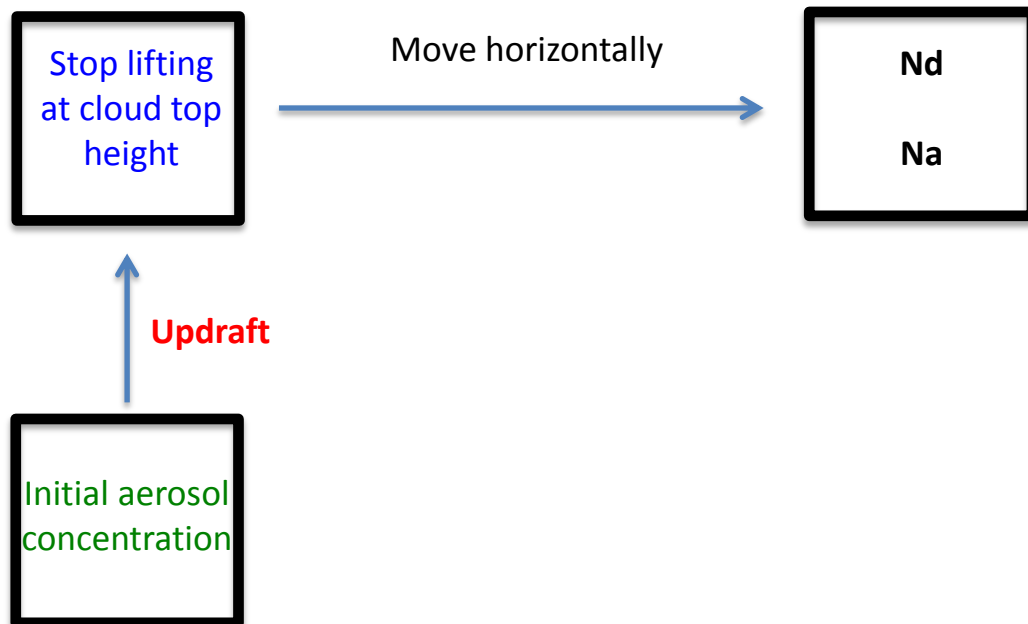 Stop lifting
at cloud top
height
Move horizontally
Nd
Na
Updraft
Initial aerosol
concentration